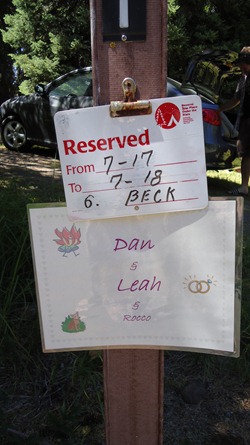 Reserved
From 7-17
To 7-18
6. BECK
Dan
&
Leah
&
Rocco